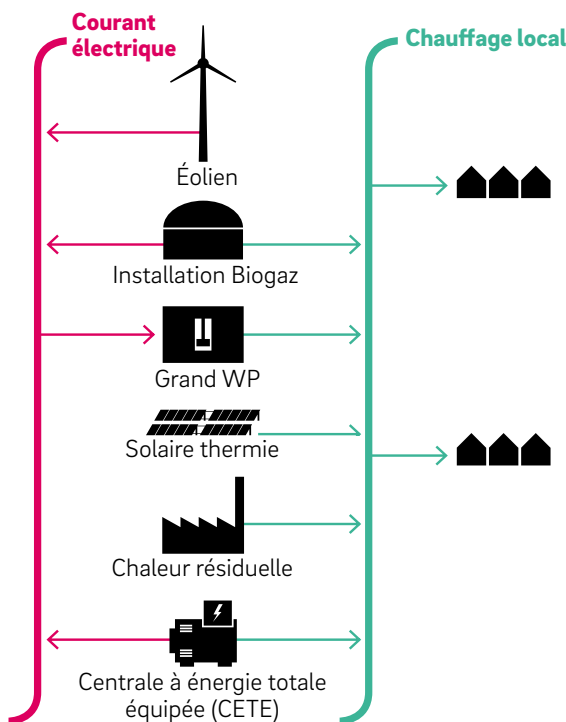 Courant
électrique
Chauffage local
Éolien
Installation Biogaz
Grand WP
Solaire thermie
Chaleur résiduelle
Centrale à énergie totale
équipée (CETE)